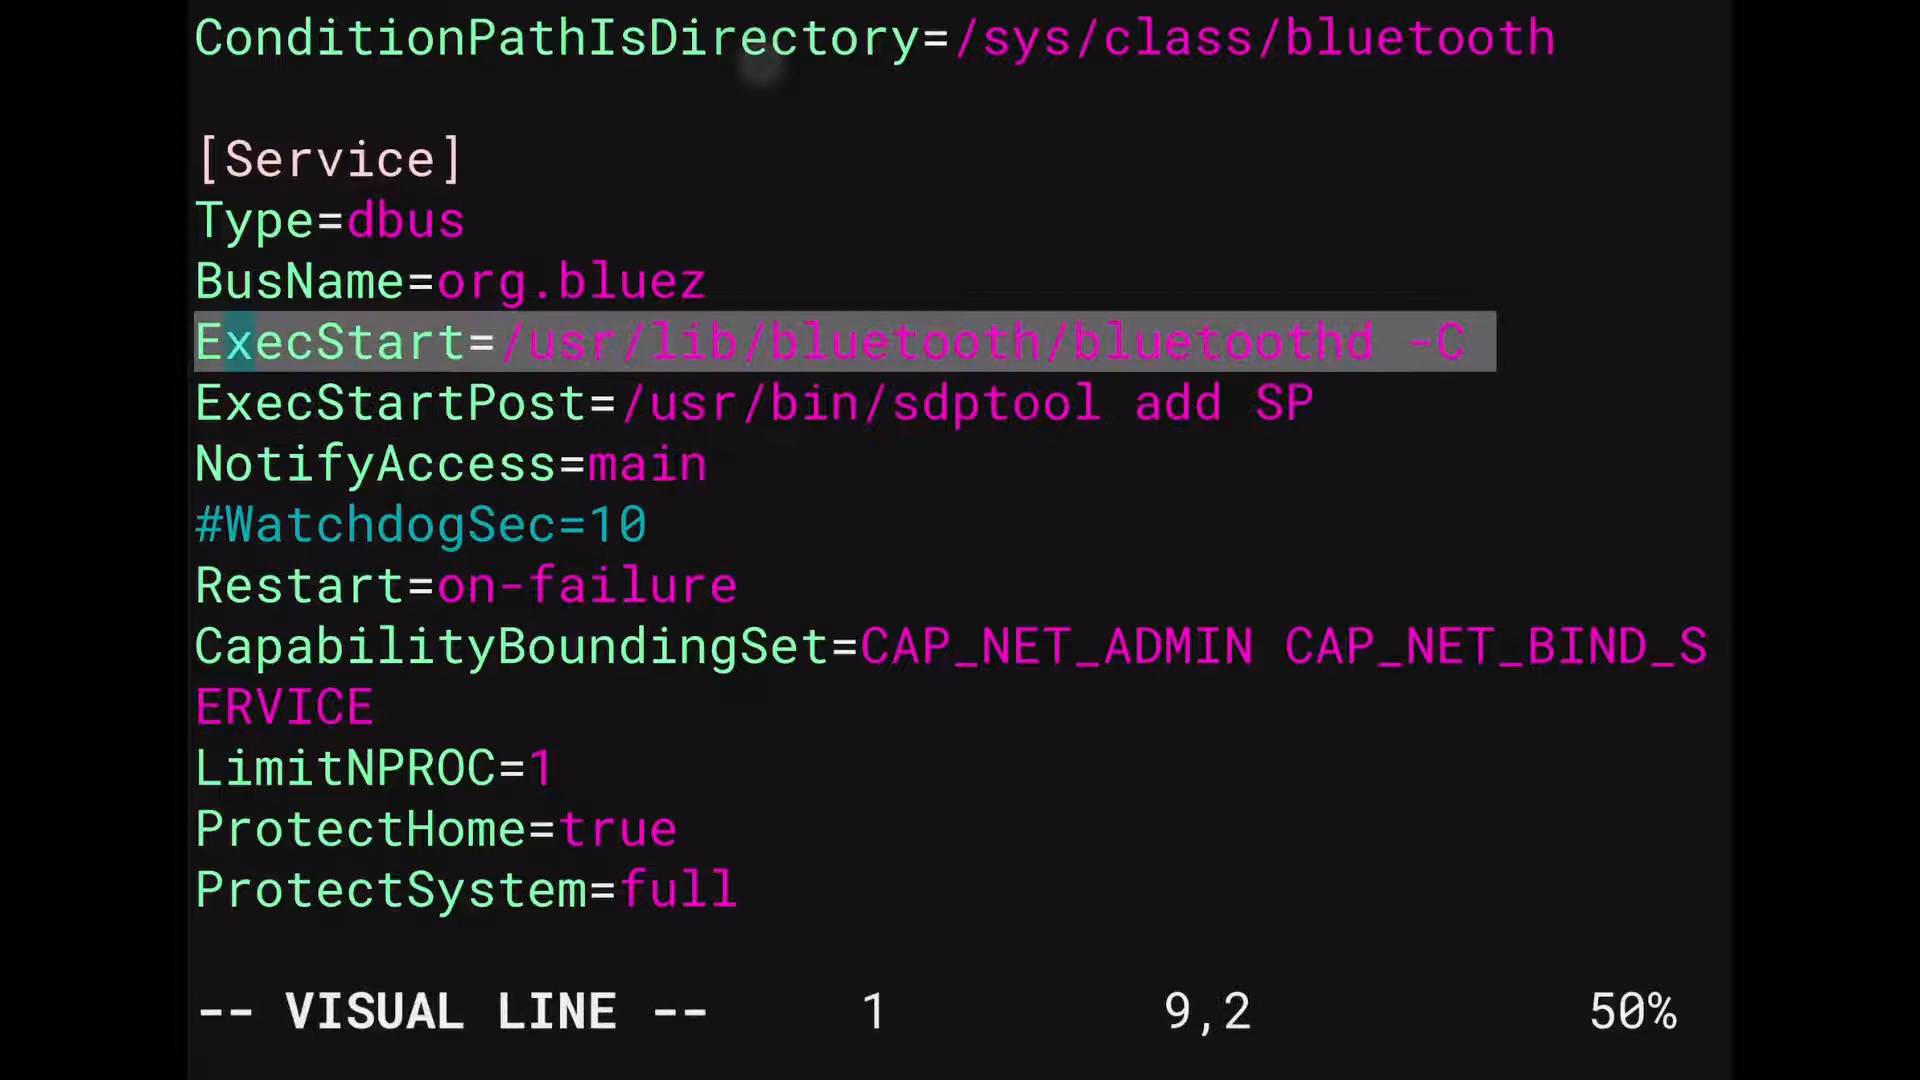 ConditionPathIsDirectory=/sys/class/bluetooth
[Service]
Type=dbus
BusName=org.bluez
ExecStart=/usr/lib/bluetooth/bluetoothd -C
ExecStartPost=/usr/bin/sdptool add SP
NotifyAccess=main
#WatchdogSec=10
Restart=on-failure
CapabilityBoundingSet=CAP_NET_ADMIN CAP_NET_BIND_S
ERVICE
LimitNPROC=1
ProtectHome=true
ProtectSystem=full
-- VISUAL LINE -- 1 9,2 50%